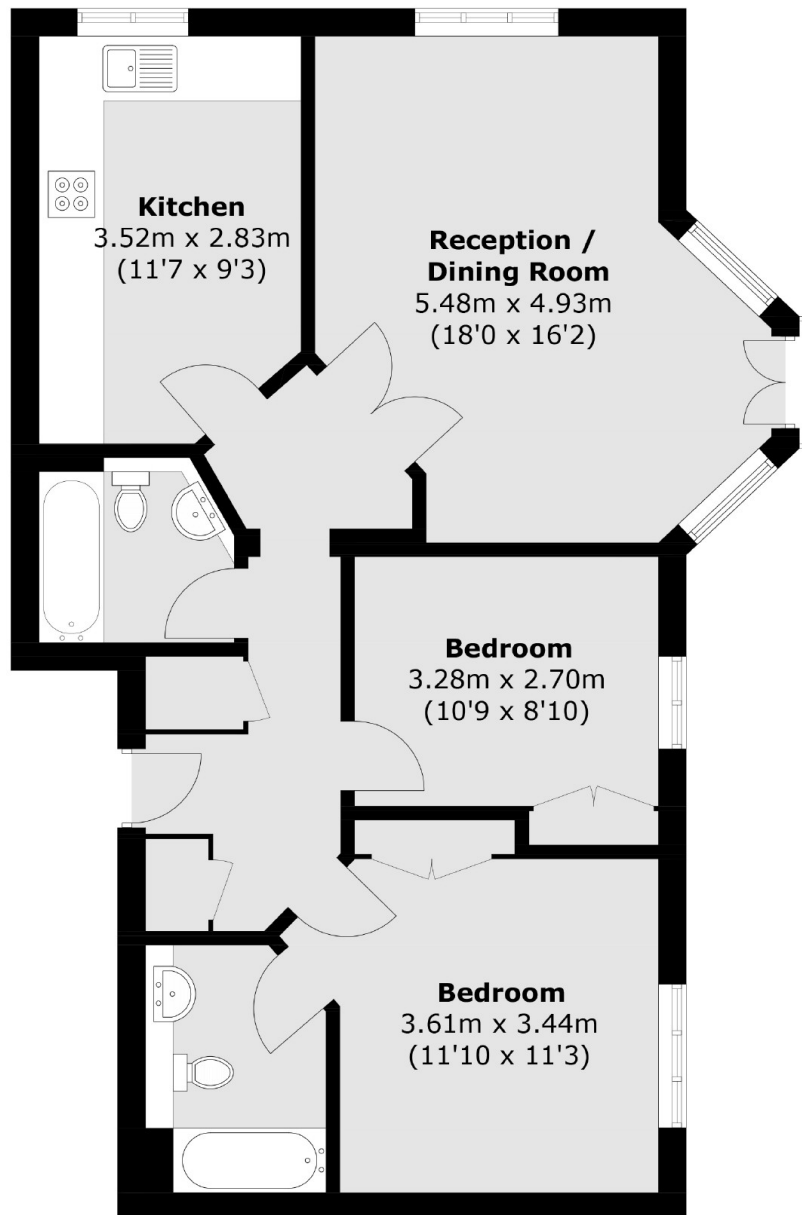 Kitchen
3.52m x 2.83m
(11'7 x 9'3)
Reception /
Dining Room
5.48m x 4.93m
(18'0 x 16'2)
Bedroom
3.28m x 2.70m
(10'9 x 8'10)
Bedroom
3.61m x 3.44m
(11'10 x 11'3)